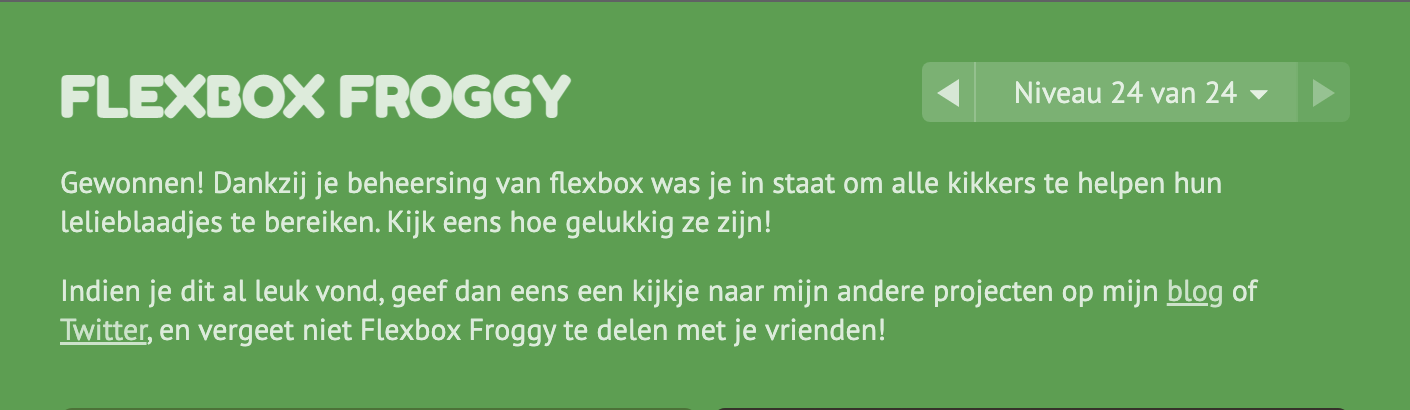 FLEXBOX FROGGY
Niveau 24 van 24
Gewonnen! Dankzij je beheersing van flexbox was je in staat om alle kikkers te helpen hun
lelieblaadjes te bereiken. Kijk eens hoe gelukkig ze zijn!
Indien je dit al leuk vond, geef dan eens een kijkje naar mijn andere projecten op mijn blog of
Twitter, en vergeet niet Flexbox Froggy te delen met je vrienden!